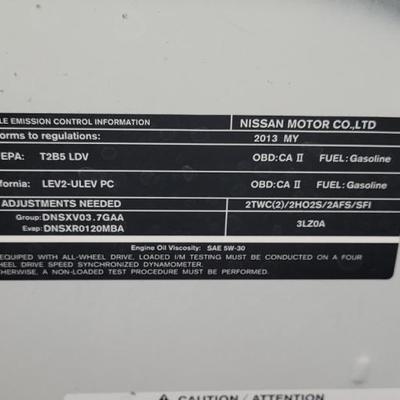 LE EMISSION CONTROL INFORMATION NISSAN MOTOR CO.,LTD
orms to regulations: 2013 MY
EPA: T2B5 LDV OBD:CA II FUEL:Gasoline
fornia: LEV2-ULEV PC OBD:CA II FUEL:Gasoline
ADJUSTMENTS NEEDED 2TWC(2)/2HO2S/2AFS/SFI
Group:DNSXV03.7GAA
Evap:DNSXR0120MBA
3LZ0A
Engine Oil Viscosity: SAE 5W-30
EQUIPPED WITH ALL-WHEEL DRIVE, LOADED I/M TESTING MUST BE CONDUCTED ON A FOUR
HEEL DRIVE SPEED SYNCHRONIZED DYNAMOMETER.
THERWISE, A NON-LOADED TEST PROCEDURE MUST BE PERFORMED.
CAUTION / ATTENTION